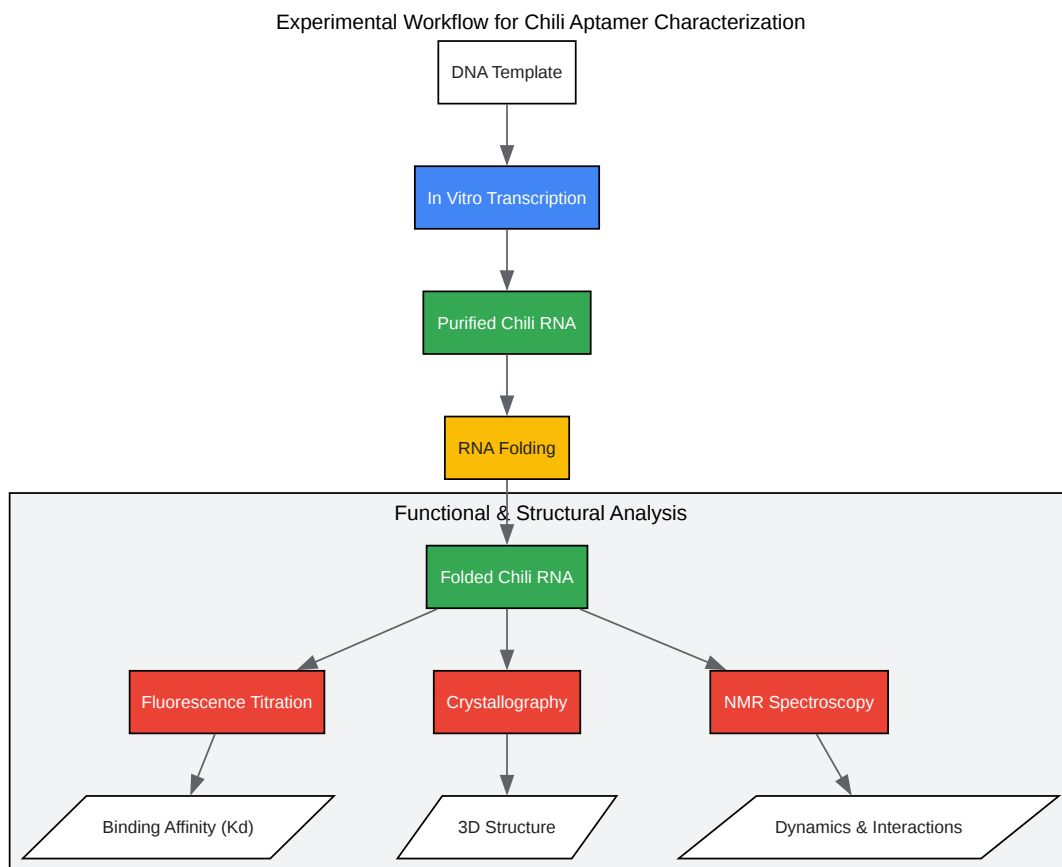 Experimental Workflow for Chili Aptamer Characterization
DNA Template
In Vitro Transcription
Purified Chili RNA
RNA Folding
Functional & Structural Analysis
Folded Chili RNA
Fluorescence Titration
Crystallography
NMR Spectroscopy
Binding Affinity (Kd)
3D Structure
Dynamics & Interactions